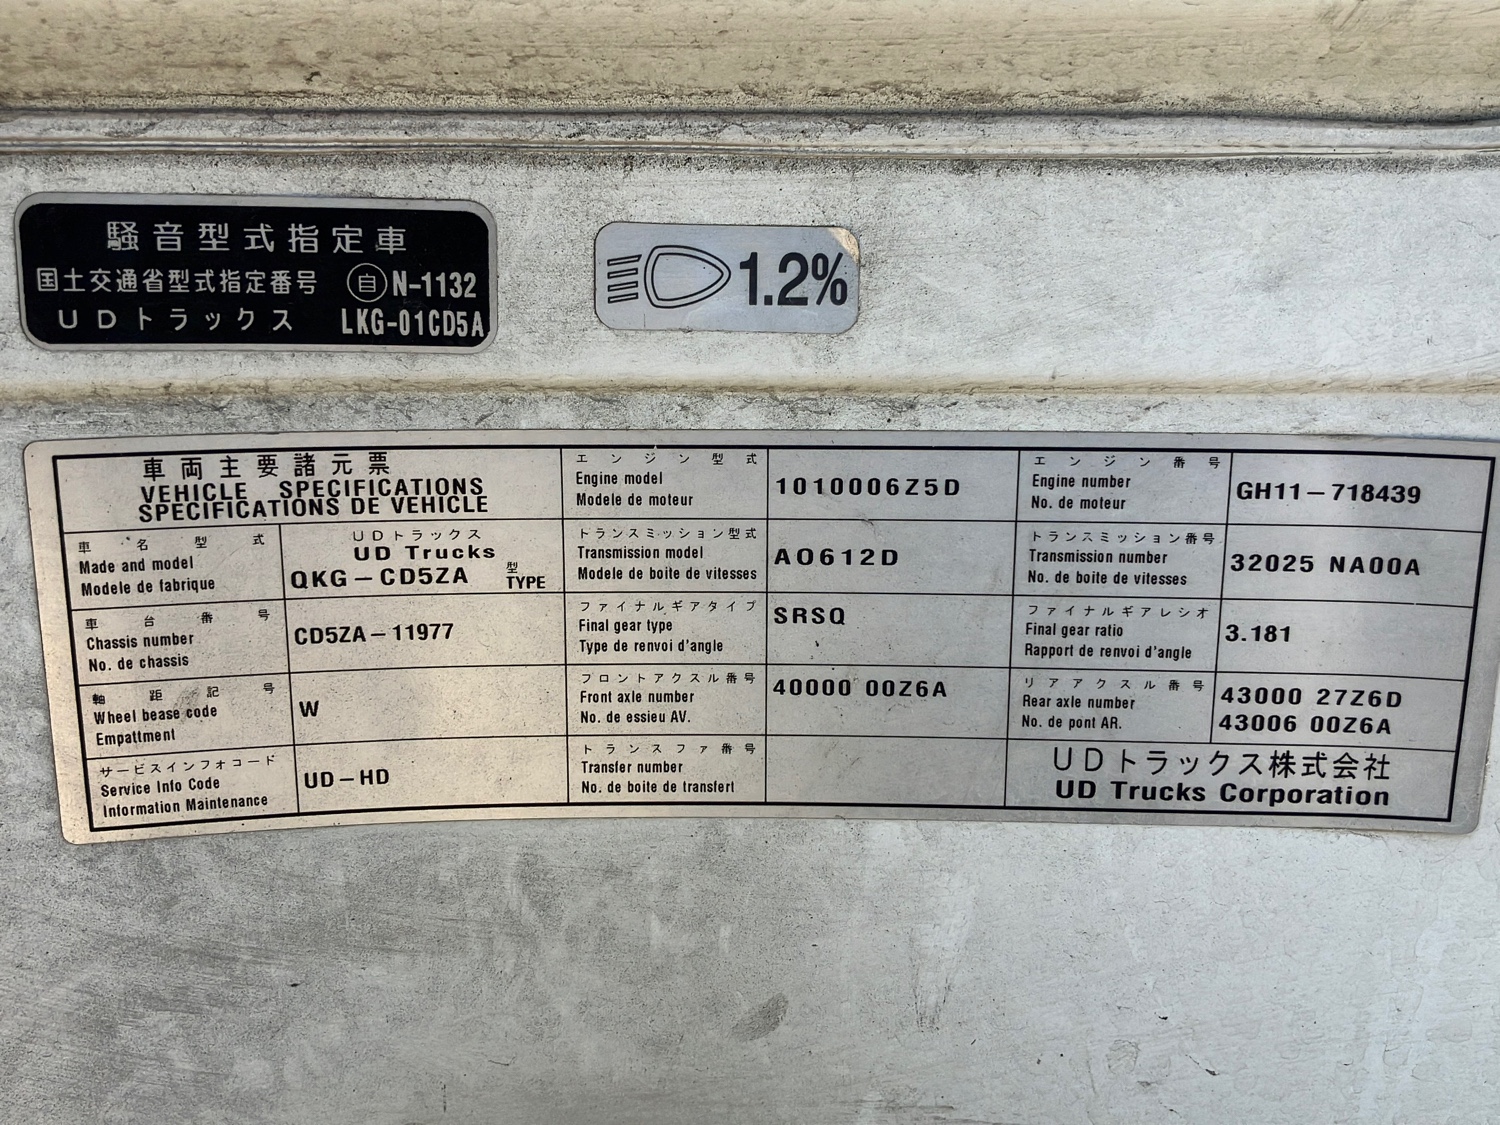 騒音型式指定車
国土交通省型式指定番号 自 N-1132
UDトラックス LKG-01CD5A
1.2%
車両主要諸元票
VEHICLE SPECIFICATIONS
SPECIFICATIONS DE VEHICLE
車名型式
Made and model
Modele de fabrique
UDトラックス
UD Trucks
QKG-CD5ZA 型 TYPE
車台番号
Chassis number
No. de chassis
CD5ZA-11977
軸距記号
Wheel bease code
Empattment
W
サービスインフォコード
Service Info Code
Information Maintenance
UD-HD
エンジン型式
Engine model
Modele de moteur
1010006Z5D
トランスミッション型式
Transmission model
Modele de boite de vitesses
AO612D
ファイナルギアタイプ
Final gear type
Type de renvoi d'angle
SRSQ
フロントアクスル番号
Front axle number
No. de essieu AV.
40000 00Z6A
トランスファ番号
Transfer number
No. de boite de transfert
エンジン番号
Engine number
No. de moteur
GH11-718439
トランスミッション番号
Transmission number
No. de boite de vitesses
32025 NA00A
ファイナルギアレシオ
Final gear ratio
Rapport de renvoi d'angle
3.181
リアアクスル番号
Rear axle number
No. de pont AR.
43000 27Z6D
43006 00Z6A
UDトラックス株式会社
UD Trucks Corporation